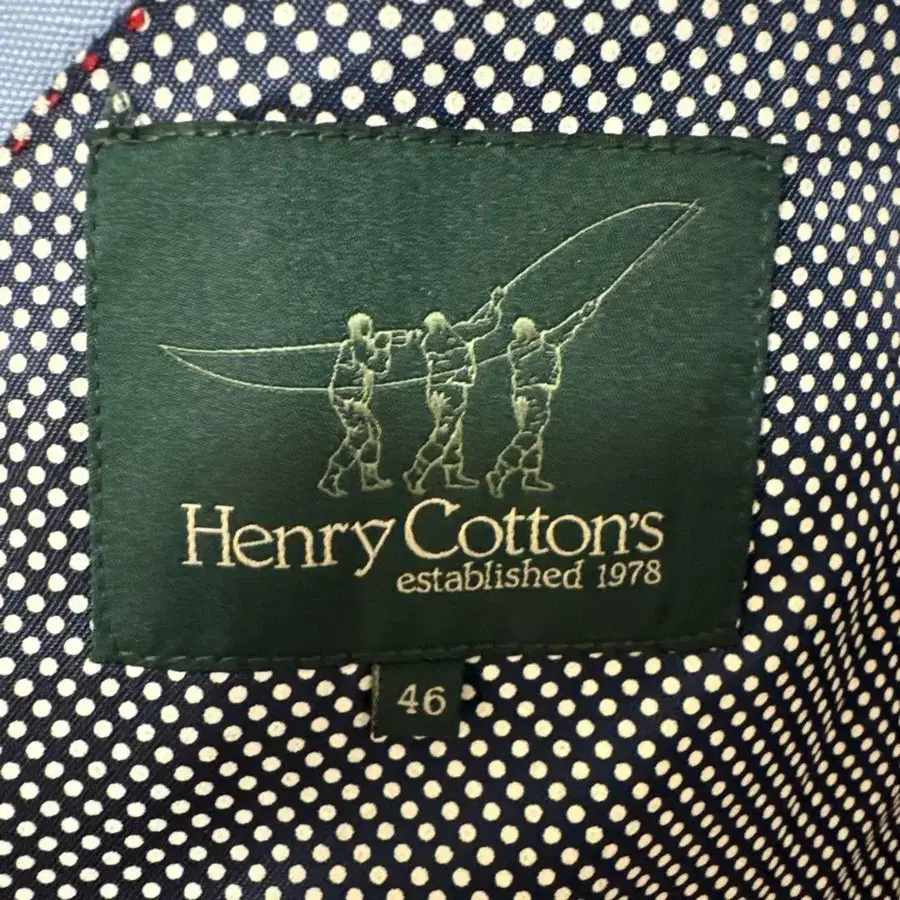 Henry Cotton's
established 1978
46